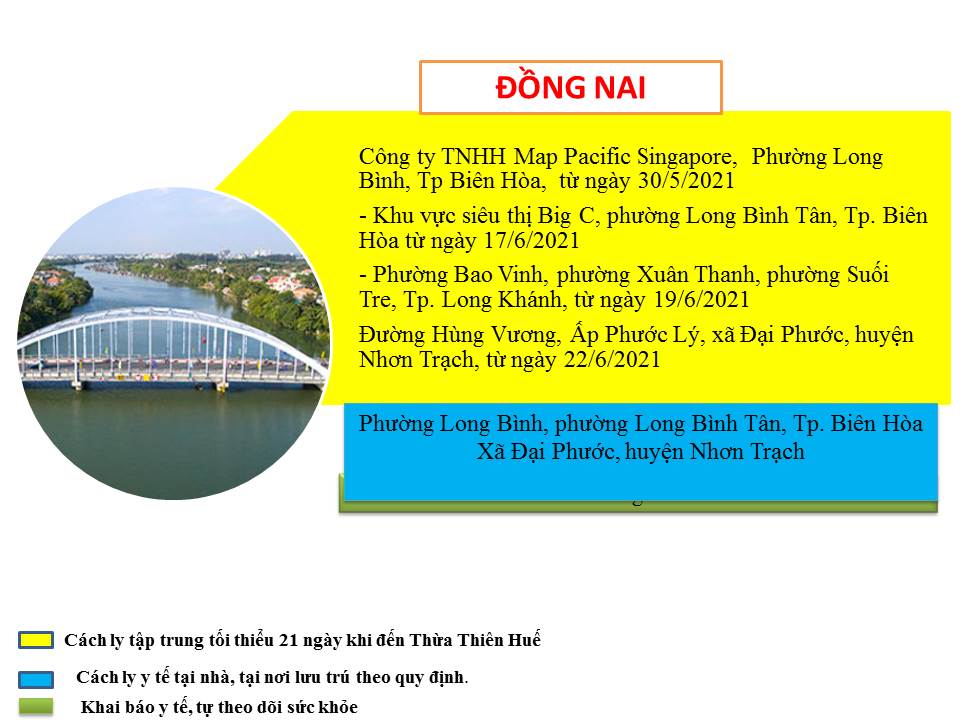 ĐỒNG NAI
Công ty TNHH Map Pacific Singapore, Phường Long
Bình, Tp Biên Hòa, từ ngày 30/5/2021
- Khu vực siêu thị Big C, phường Long Bình Tân, Tp. Biên
Hòa từ ngày 17/6/2021
- Phường Bao Vinh, phường Xuân Thanh, phường Suối
Tre, Tp. Long Khánh, từ ngày 19/6/2021
Đường Hùng Vương, Ấp Phước Lý, xã Đại Phước, huyện
Nhơn Trạch, từ ngày 22/6/2021
Phường Long Bình, phường Long Bình Tân, Tp. Biên Hòa
Xã Đại Phước, huyện Nhơn Trạch
Cách ly tập trung tối thiểu 21 ngày khi đến Thừa Thiên Huế
Cách ly y tế tại nhà, tại nơi lưu trú theo quy định.
Khai báo y tế, tự theo dõi sức khỏe